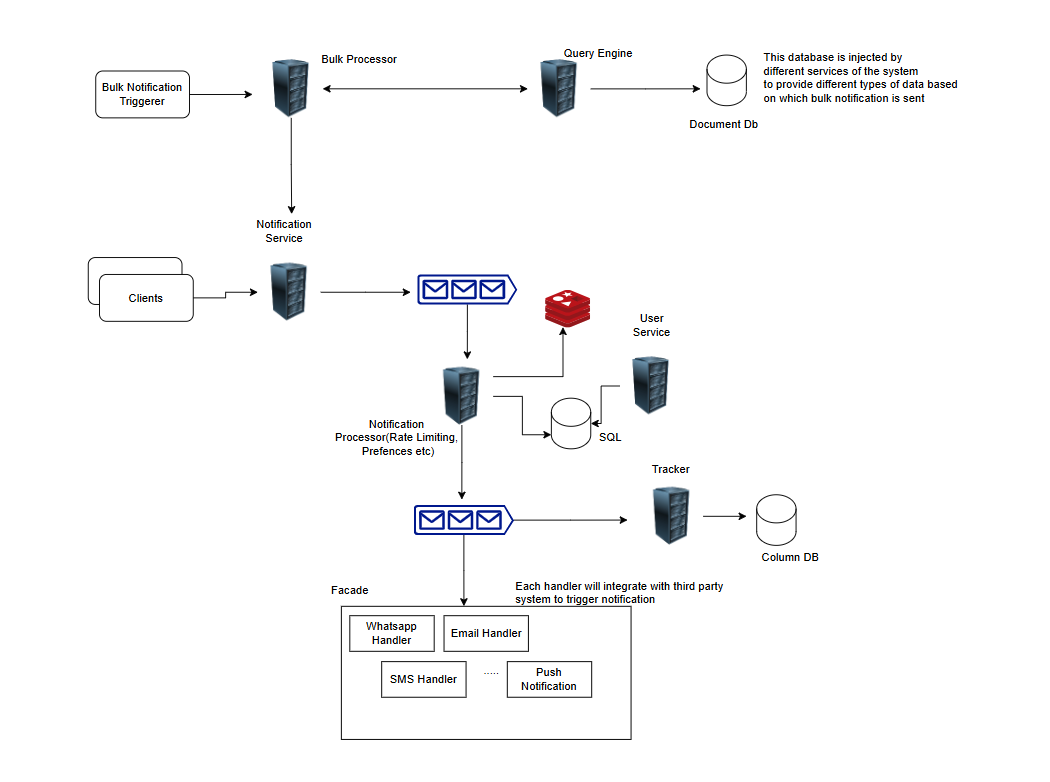 Bulk Processor
Query Engine
This database is injected by
different services of the system
to provide different types of data based
on which bulk notification is sent
Bulk Notification
Triggerer
Document Db
Notification
Service
Clients
User
Service
Notification
Processor(Rate Limiting,
Prefences etc)
SQL
Tracker
Column DB
Each handler will integrate with third party
system to trigger notification
Facade
Whatsapp
Handler
Email Handler
SMS Handler
.....
Push
Notification